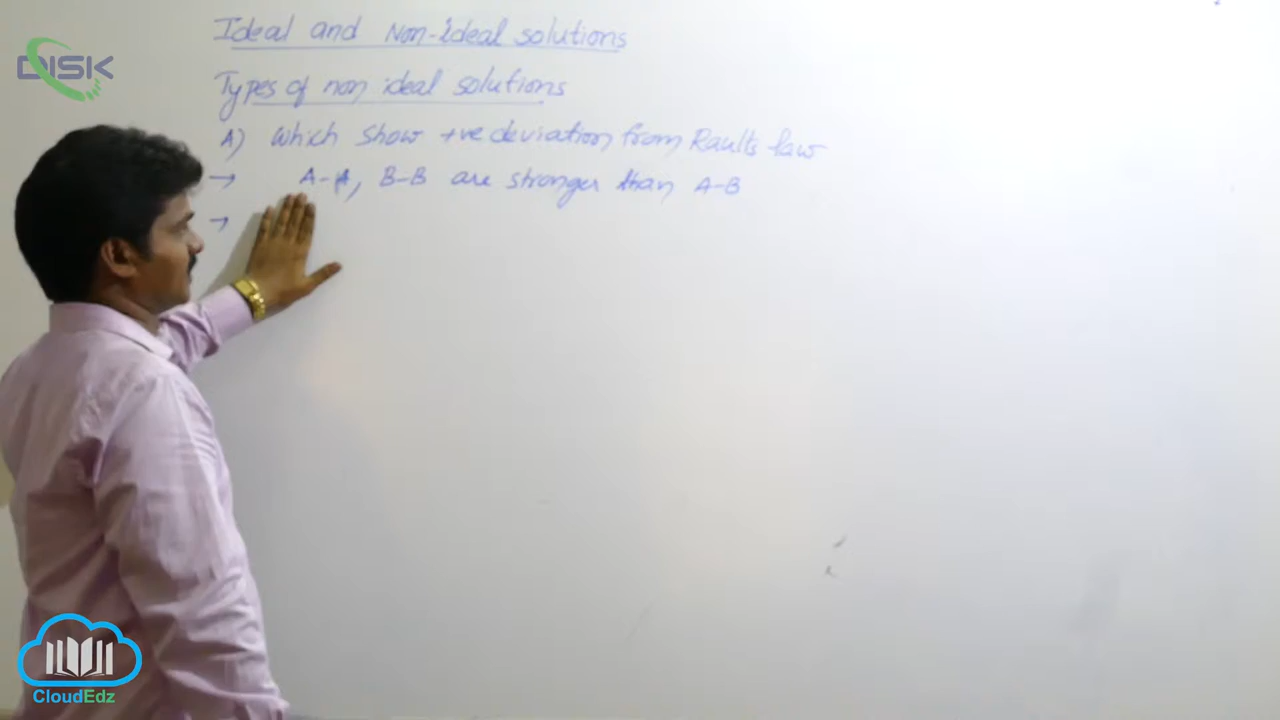 Ideal and Non-ideal solutions
DISK
Types of non ideal solutions
A) Which show +ve deviation from Raults law
→ A-A, B-B are stronger than A-B
→
CloudEdz